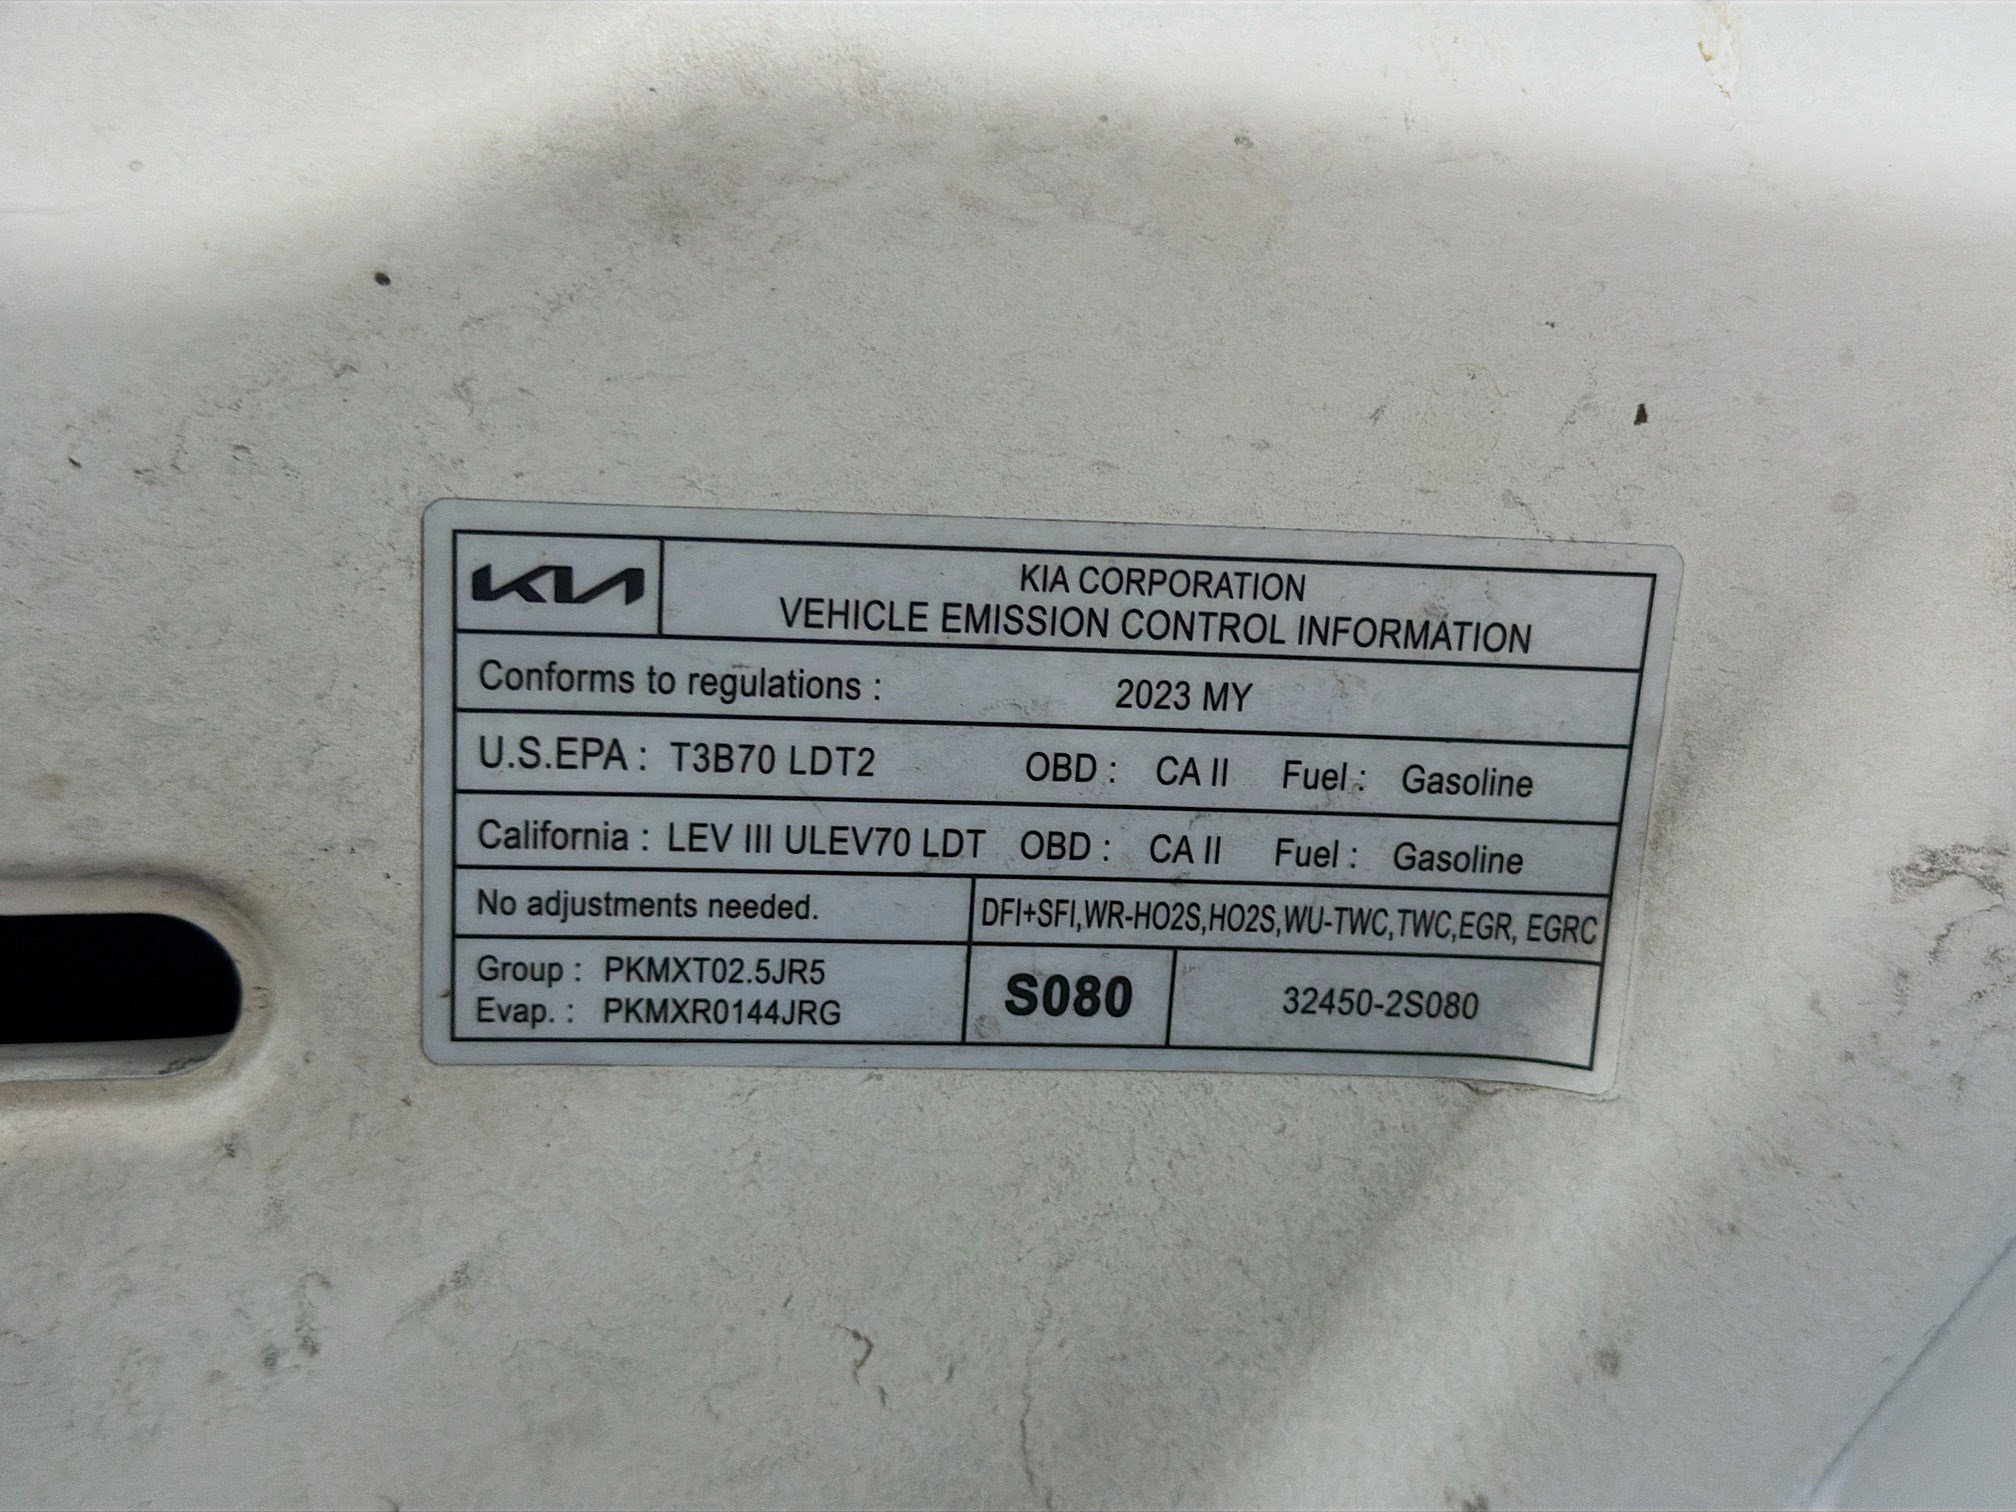 KIA
KIA CORPORATION
VEHICLE EMISSION CONTROL INFORMATION
Conforms to regulations : 2023 MY
U.S.EPA : T3B70 LDT2 OBD : CA II Fuel : Gasoline
California : LEV III ULEV70 LDT OBD : CA II Fuel : Gasoline
No adjustments needed. DFI+SFI,WR-HO2S,HO2S,WU-TWC,TWC,EGR, EGRC
Group : PKMXT02.5JR5
Evap. : PKMXR0144JRG
S080
32450-2S080